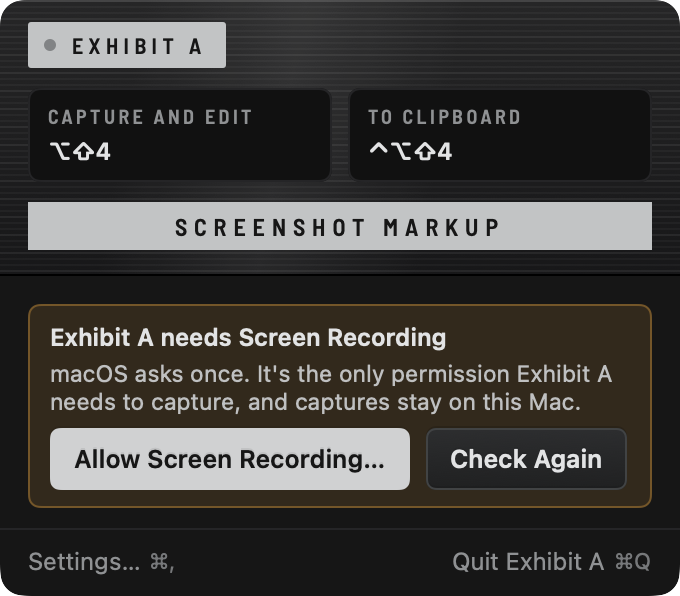 EXHIBIT A
CAPTURE AND EDIT
⌥⇧4
TO CLIPBOARD
⌃⌥⇧4
SCREENSHOT MARKUP
Exhibit A needs Screen Recording
macOS asks once. It's the only permission Exhibit A
needs to capture, and captures stay on this Mac.
Allow Screen Recording...
Check Again
Settings... ⌘,
Quit Exhibit A ⌘Q